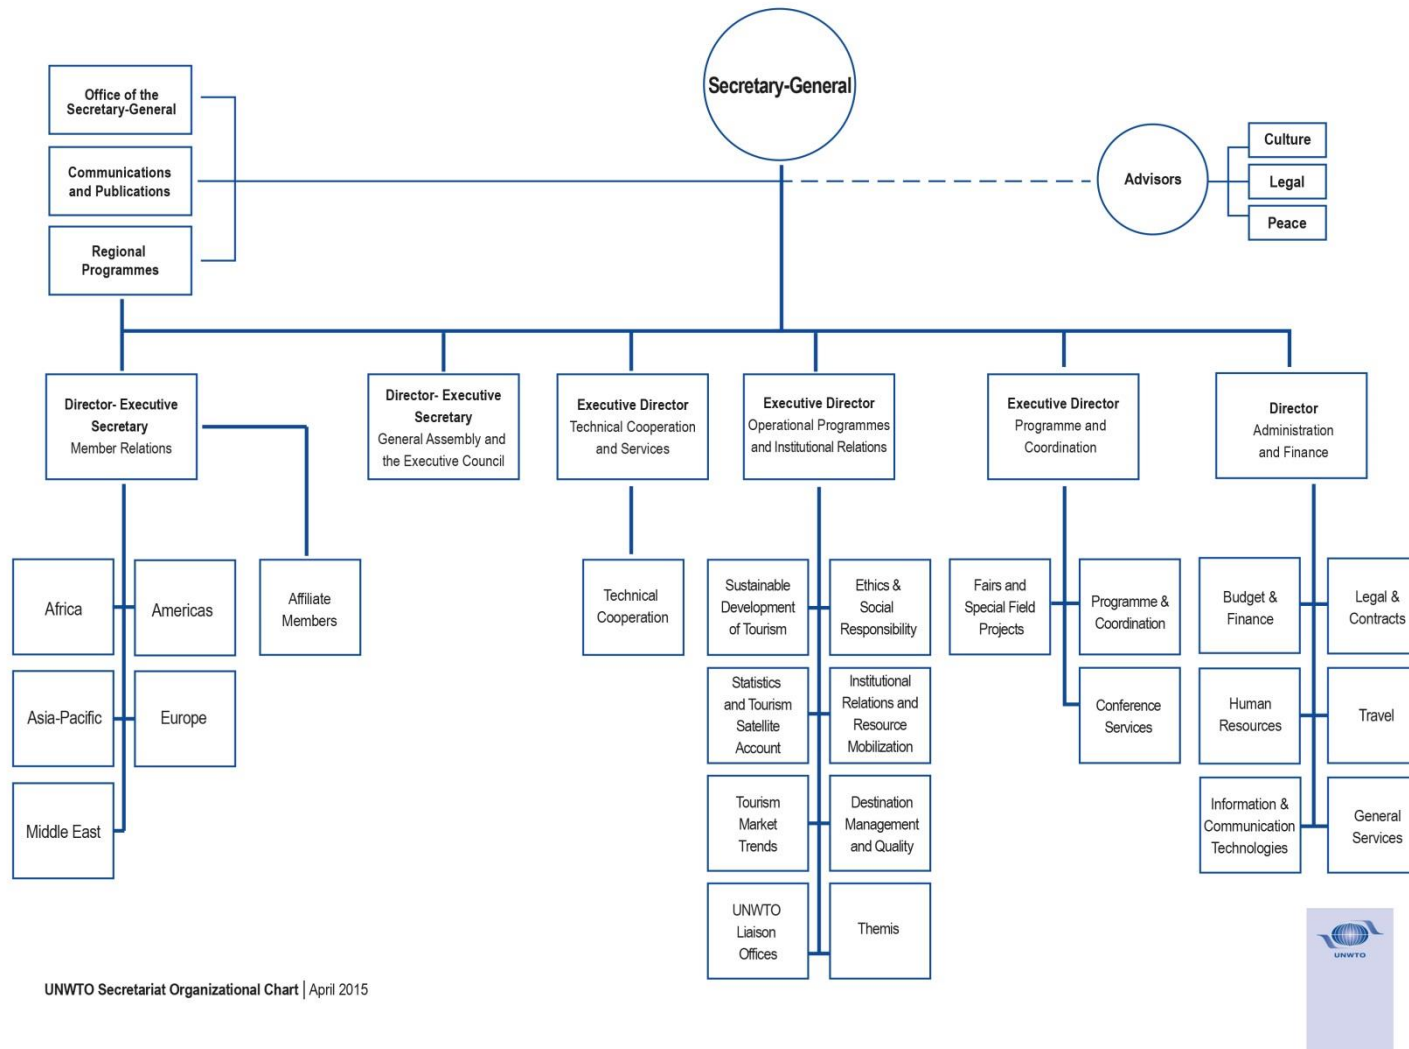 Secretary-General
Office of the
Secretary-General
Communications
and Publications
Regional
Programmes
Advisors
Culture
Legal
Peace
Director- Executive
Secretary
Member Relations
Director- Executive
Secretary
General Assembly and
the Executive Council
Executive Director
Technical Cooperation
and Services
Executive Director
Operational Programmes
and Institutional Relations
Executive Director
Programme and
Coordination
Director
Administration
and Finance
Africa
Americas
Asia-Pacific
Europe
Middle East
Affiliate
Members
Technical
Cooperation
Sustainable
Development
of Tourism
Ethics &
Social
Responsibility
Statistics
and Tourism
Satellite
Account
Institutional
Relations and
Resource
Mobilization
Tourism
Market
Trends
Destination
Management
and Quality
UNWTO
Liaison
Offices
Themis
Fairs and
Special Field
Projects
Programme &
Coordination
Conference
Services
Budget &
Finance
Legal &
Contracts
Human
Resources
Travel
Information &
Communication
Technologies
General
Services
UNWTO
UNWTO Secretariat Organizational Chart | April 2015